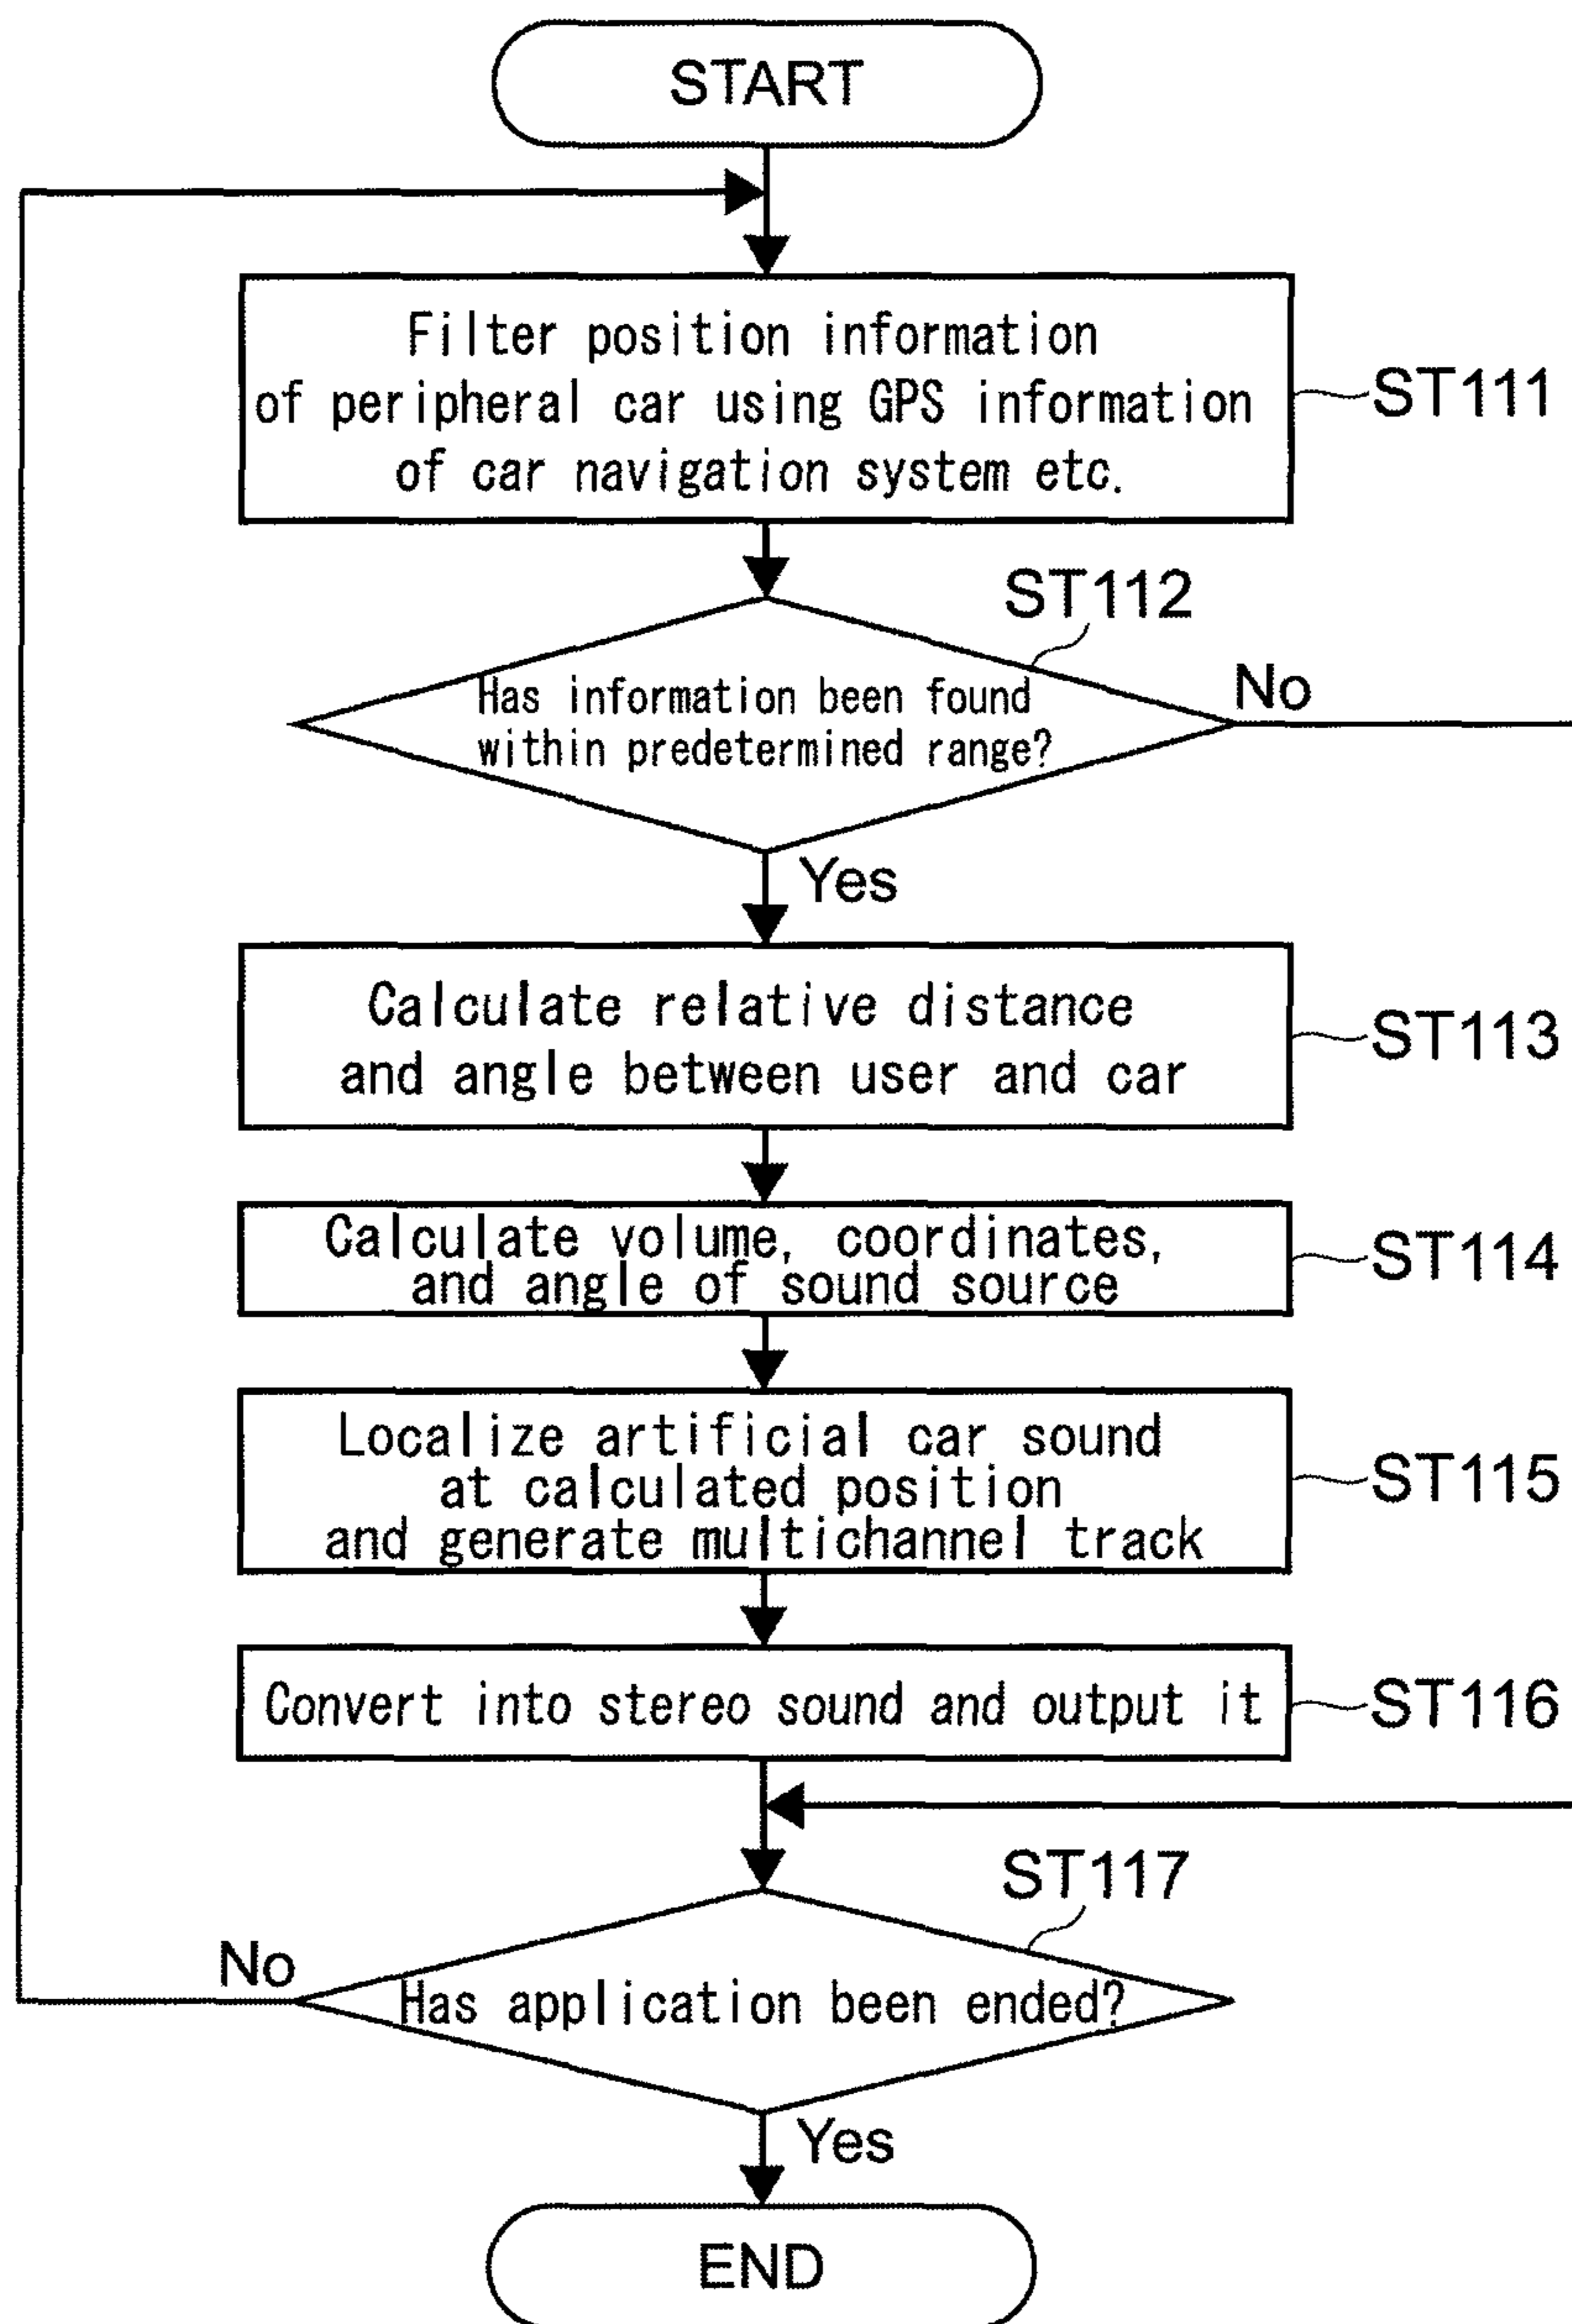 START
Filter position information
of peripheral car using GPS information
of car navigation system etc.
ST111
ST112
Has information been found
within predetermined range?
No
Yes
Calculate relative distance
and angle between user and car
ST113
Calculate volume, coordinates,
and angle of sound source
ST114
Localize artificial car sound
at calculated position
and generate multichannel track
ST115
Convert into stereo sound and output it
ST116
ST117
Has application been ended?
No
Yes
END